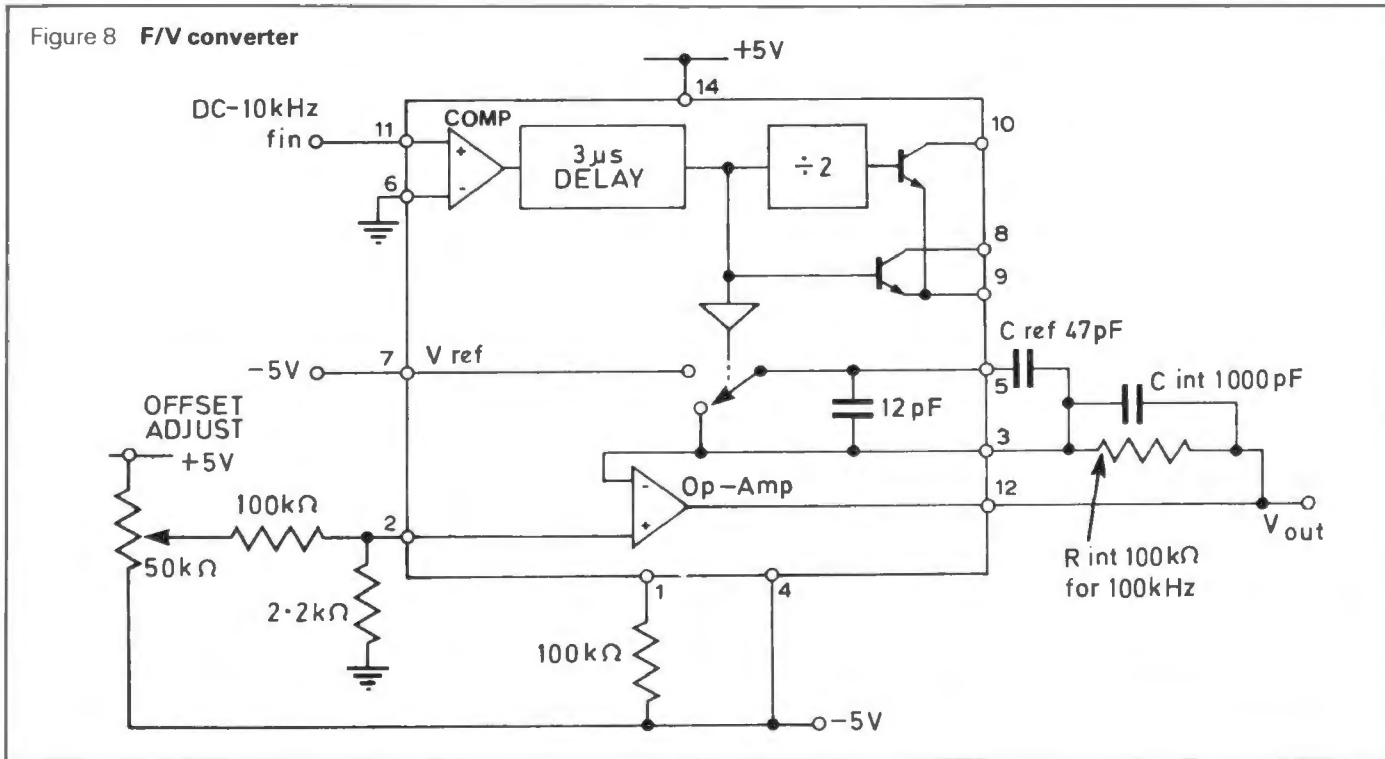 Figure 8 F/V converter
+5V
14
DC-10kHz
fin
11
COMP
+
-
6
3µs
DELAY
÷2
10
8
9
7
V ref
-5V
C ref 47pF
5
C int 1000pF
12pF
3
OFFSET
ADJUST
+5V
Op-Amp
-
+
12
Vout
100kΩ
2
50kΩ
R int 100kΩ
for 100kHz
2·2kΩ
1
4
100kΩ
-5V